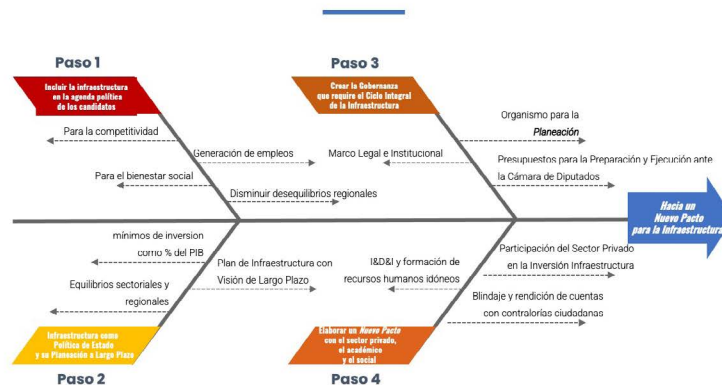 Paso 1
Incluir la infraestructura
en la agenda política
de los candidatos
Para la competitividad
Generación de empleos
Para el bienestar social
Disminuir desequilibrios regionales
Paso 3
Crear la Gobernanza
que require el Ciclo Integral
de la Infraestructura
Organismo para la
Planeación
Marco Legal e Institucional
Presupuestos para la Preparación y Ejecución ante
la Cámara de Diputados
Hacia un
Nuevo Pacto
para la Infraestructura
mínimos de inversion
como % del PIB
Plan de Infraestructura con
Visión de Largo Plazo
Equilibrios sectoriales y
regionales
Infraestructura como
Política de Estado
y su Planeación a Largo Plazo
Paso 2
Participación del Sector Privado
en la Inversión Infraestructura
I&D&I y formación de
recursos humanos idóneos
Blindaje y rendición de cuentas
con contralorías ciudadanas
Elaborar un Nuevo Pacto
con el sector privado,
el académico
y el social
Paso 4